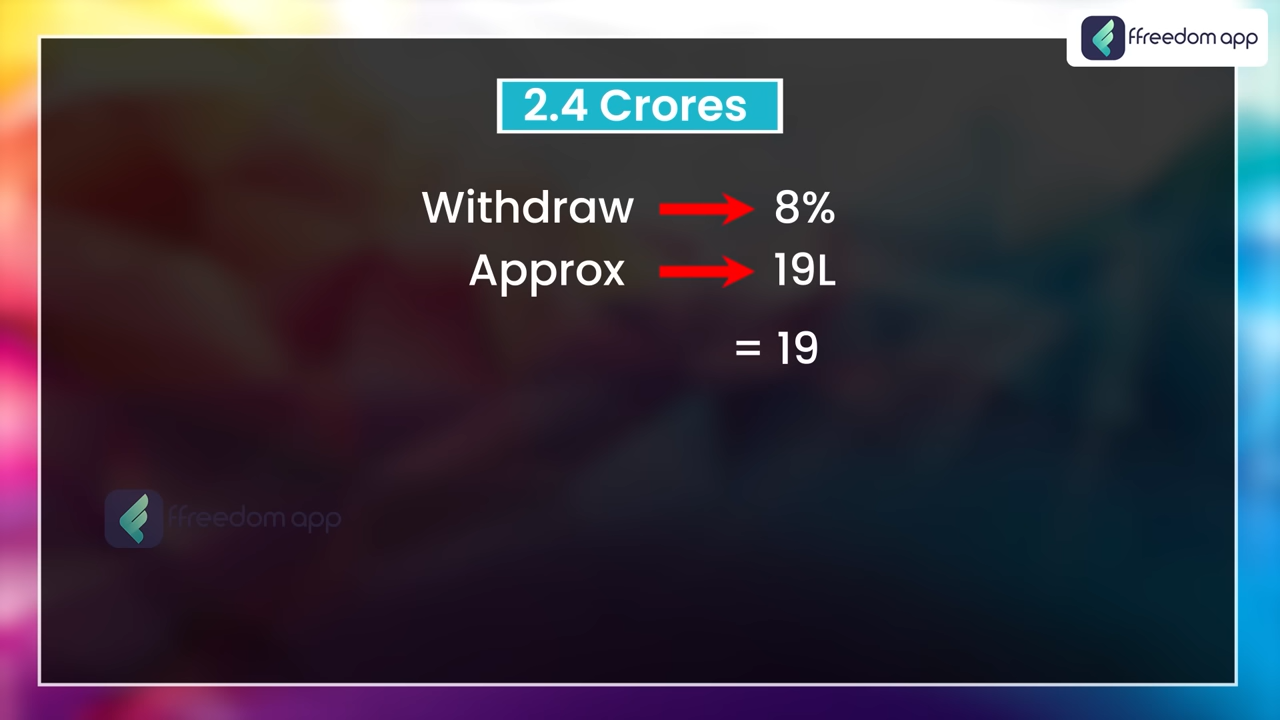 ffreedom app
2.4 Crores
Withdraw 8%
Approx 19L
= 19
ffreedom app